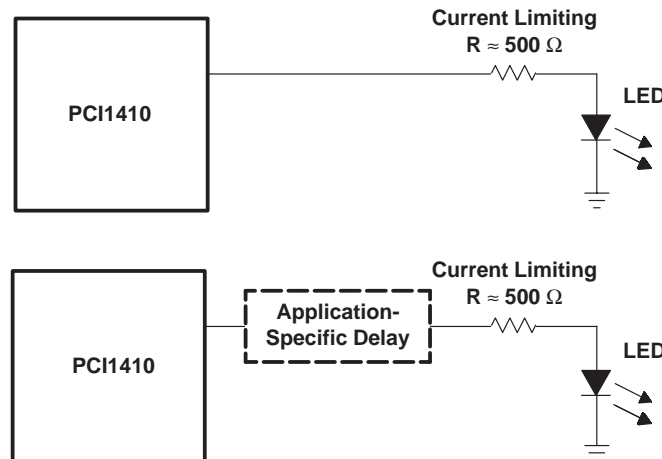 Current Limiting
R ≈ 500 Ω
PCI1410
LED
Current Limiting
R ≈ 500 Ω
Application-
Specific Delay
PCI1410
LED